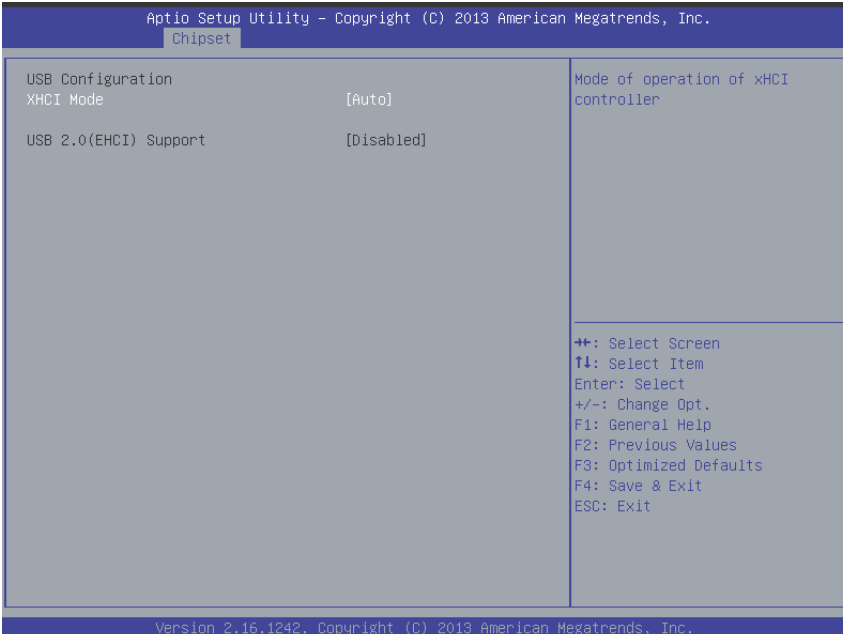 Aptio Setup Utility – Copyright (C) 2013 American Megatrends, Inc.
Chipset
USB Configuration
XHCI Mode [Auto]
USB 2.0(EHCI) Support [Disabled]
Mode of operation of xHCI
controller
→←: Select Screen
↑↓: Select Item
Enter: Select
+/-: Change Opt.
F1: General Help
F2: Previous Values
F3: Optimized Defaults
F4: Save & Exit
ESC: Exit
Version 2.16.1242. Copyright (C) 2013 American Megatrends, Inc.